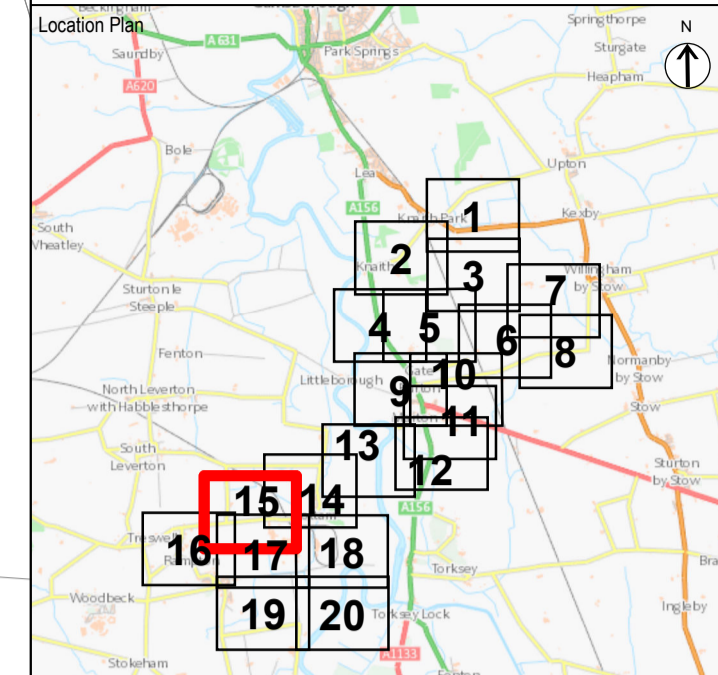 Beckingham
Location Plan
Springthorpe
N
Saundby
A 631
Park Springs
Sturgate
A620
Heapham
Bole
Upton
Lea
A156
1
Kexby
South
Wheatley
2
Knaith
3
Willingham
by Stow
7
Sturton le
Steeple
4
5
6
8
Fenton
Normanby
by Stow
Littleborough
10
9
North Leverton
with Habblesthorpe
Stow
11
13
South
Leverton
12
Sturton
by Stow
15
14
A156
Treswell
16
17
18
Torksey
Woodbeck
19
20
Torksey Lock
Ingleby
Stokeham
A1133